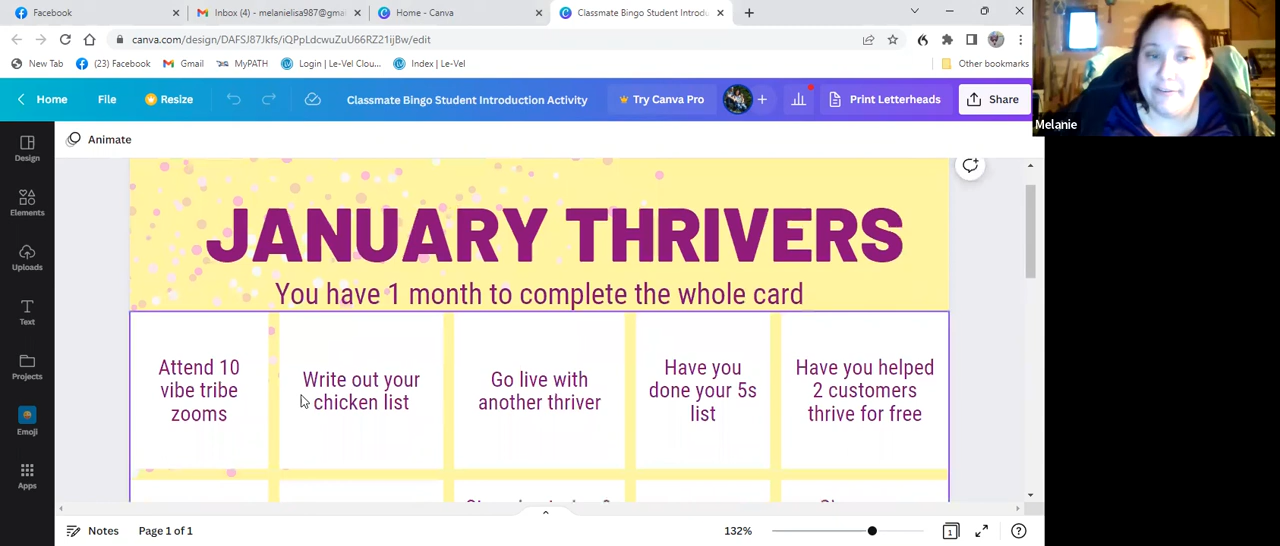 Facebook
Inbox (4) - melanielisa987@gma
Home - Canva
Classmate Bingo Student Introdu
canva.com/design/DAFSJ87Jkfs/iQPpLdcwuZuU66RZ21ijBw/edit
New Tab
(23) Facebook
Gmail
MyPATH
Login | Le-Vel Clou...
Index | Le-Vel
Other bookmarks
Home
File
Resize
Classmate Bingo Student Introduction Activity
Try Canva Pro
Print Letterheads
Share
Melanie
Animate
Design
Elements
Uploads
Text
Projects
Emoji
Apps
JANUARY THRIVERS
You have 1 month to complete the whole card
Attend 10
vibe tribe
zooms
Write out your
chicken list
Go live with
another thriver
Have you
done your 5s
list
Have you helped
2 customers
thrive for free
Notes
Page 1 of 1
132%
1